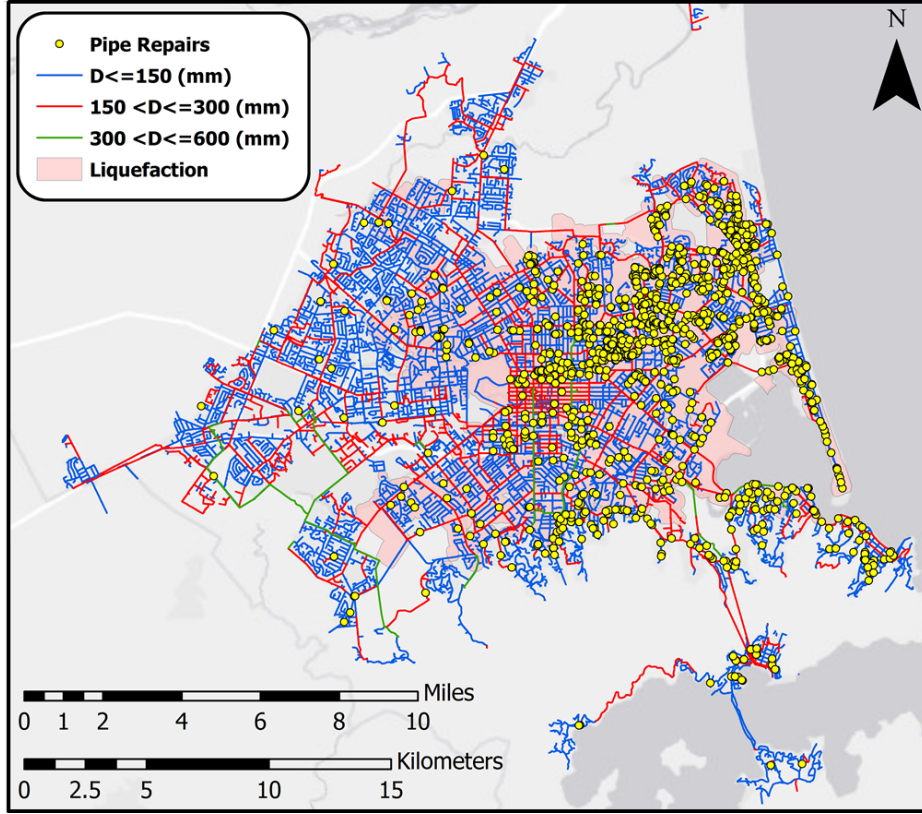 Pipe Repairs
D<=150 (mm)
150 <D<=300 (mm)
300 <D<=600 (mm)
Liquefaction
N
Miles
0 1 2 4 6 8 10
Kilometers
0 2.5 5 10 15